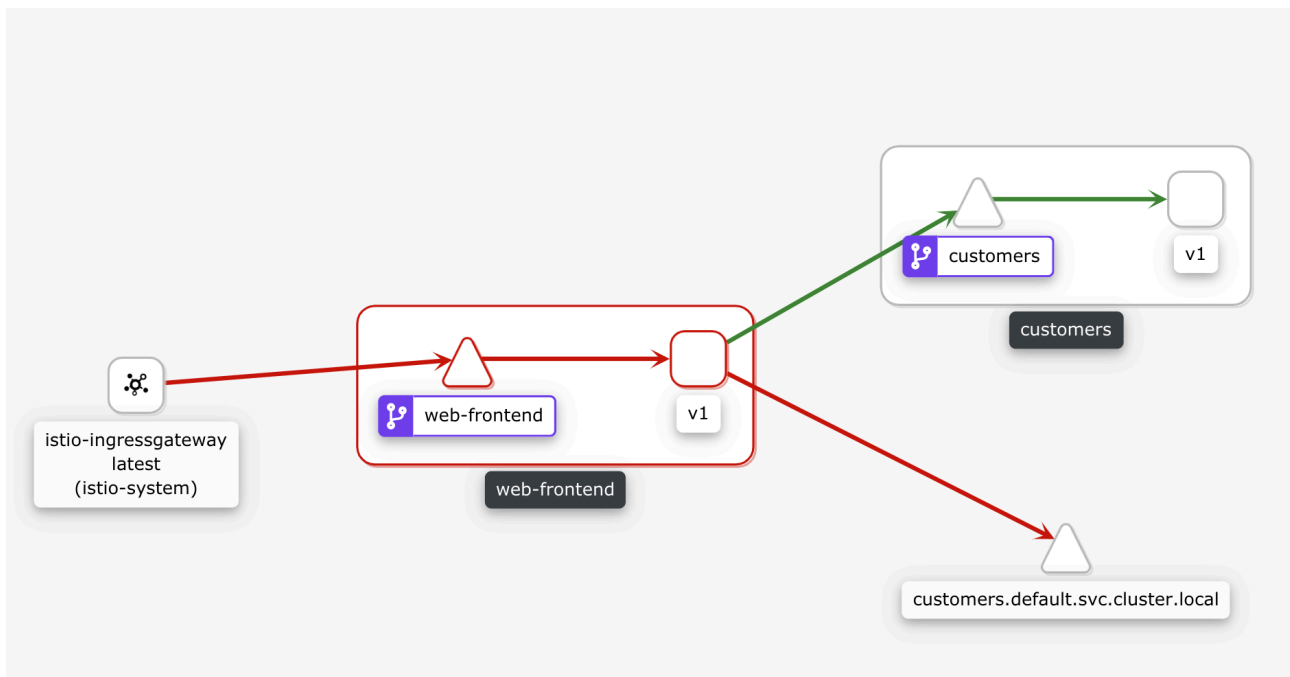 istio-ingressgateway
latest
(istio-system)
web-frontend
v1
web-frontend
customers
v1
customers
customers.default.svc.cluster.local